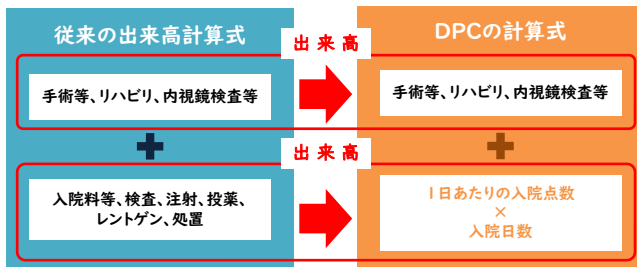 従来の出来高計算式
出来高
DPCの計算式
手術等、リハビリ、内視鏡検査等
手術等、リハビリ、内視鏡検査等
出来高
入院料等、検査、注射、投薬、
レントゲン、処置
1日あたりの入院点数
×
入院日数